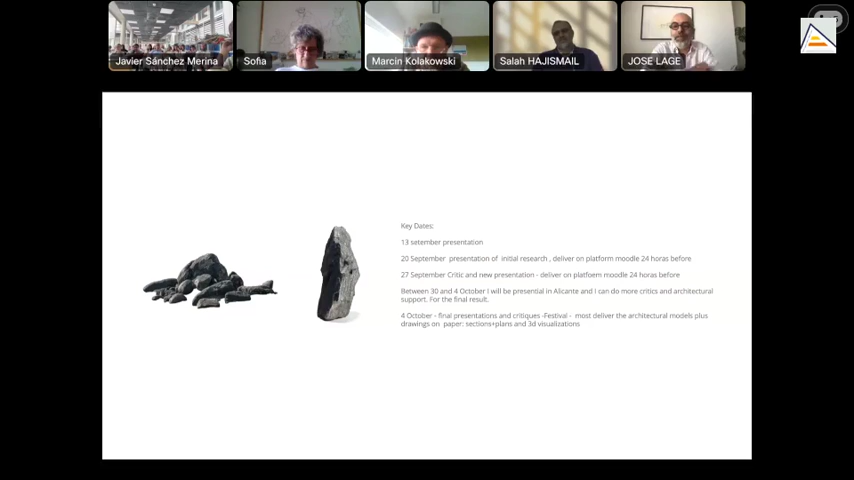 Javier Sánchez Merina
Sofia
Marcin Kolakowski
Salah HAJISMAIL
JOSE LAGE
Key Dates:
13 setember presentation
20 September presentation of initial research , deliver on platform moodle 24 horas before
27 September Critic and new presentation - deliver on platfoem moodle 24 horas before
Between 30 and 4 October I will be presential in Alicante and I can do more critics and architectural
support. For the final result.
4 October - final presentations and critiques -Festival - most deliver the architectural models plus
drawings on paper: sections+plans and 3d visualizations